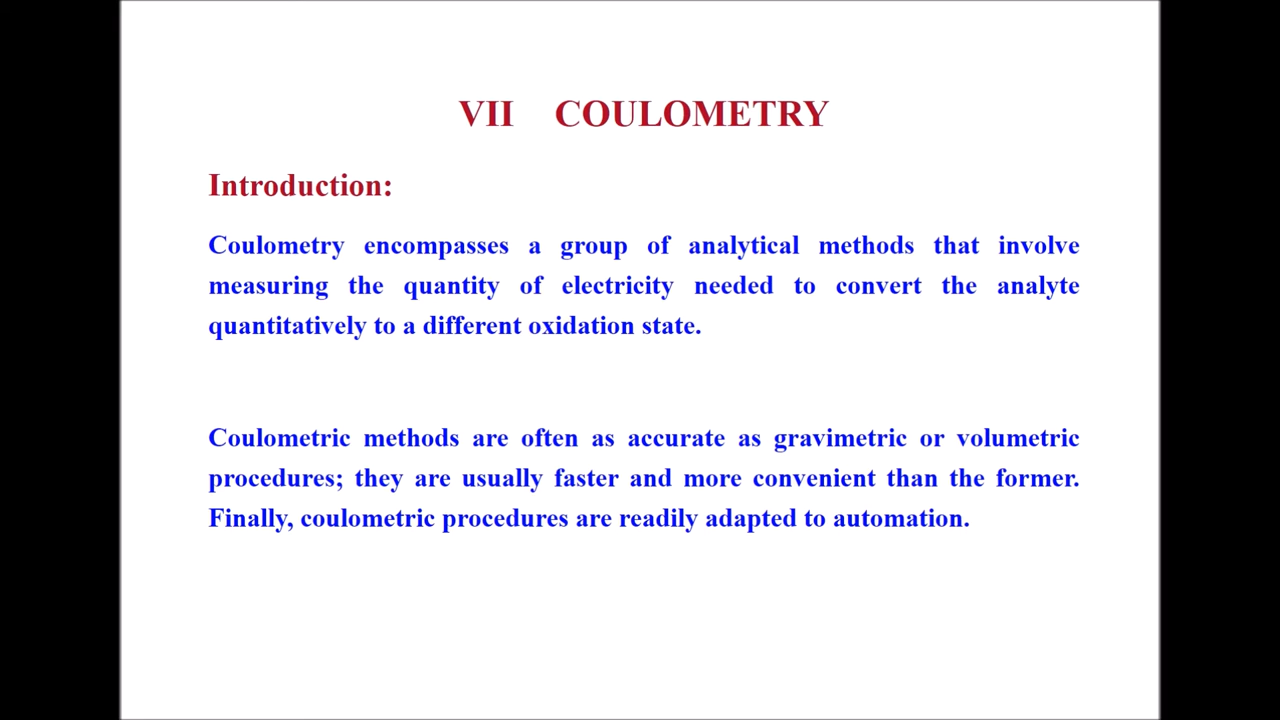 VII COULOMETRY
Introduction:
Coulometry encompasses a group of analytical methods that involve
measuring the quantity of electricity needed to convert the analyte
quantitatively to a different oxidation state.
Coulometric methods are often as accurate as gravimetric or volumetric
procedures; they are usually faster and more convenient than the former.
Finally, coulometric procedures are readily adapted to automation.